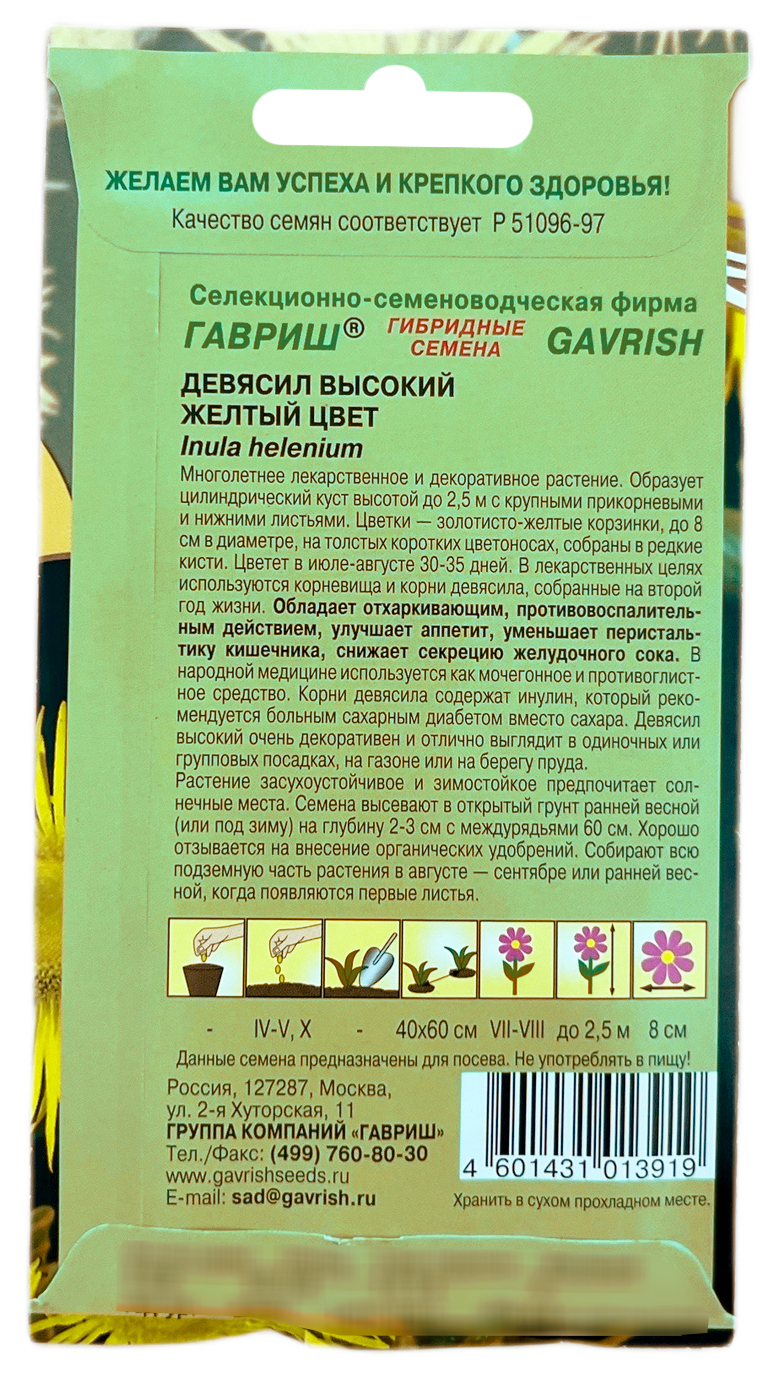 ЖЕЛАЕМ ВАМ УСПЕХА И КРЕПКОГО ЗДОРОВЬЯ!
Качество семян соответствует Р 51096-97
Селекционно-семеноводческая фирма
ГАВРИШ® ГИБРИДНЫЕ СЕМЕНА GAVRISH
ДЕВЯСИЛ ВЫСОКИЙ
ЖЕЛТЫЙ ЦВЕТ
Inula helenium
Многолетнее лекарственное и декоративное растение. Образует
цилиндрический куст высотой до 2,5 м с крупными прикорневыми
и нижними листьями. Цветки — золотисто-желтые корзинки, до 8
см в диаметре, на толстых коротких цветоносах, собраны в редкие
кисти. Цветет в июле-августе 30-35 дней. В лекарственных целях
используются корневища и корни девясила, собранные на второй
год жизни. Обладает отхаркивающим, противовоспалитель-
ным действием, улучшает аппетит, уменьшает перисталь-
тику кишечника, снижает секрецию желудочного сока. В
народной медицине используется как мочегонное и противоглист-
ное средство. Корни девясила содержат инулин, который реко-
мендуется больным сахарным диабетом вместо сахара. Девясил
высокий очень декоративен и отлично выглядит в одиночных или
групповых посадках, на газоне или на берегу пруда.
Растение засухоустойчивое и зимостойкое предпочитает сол-
нечные места. Семена высевают в открытый грунт ранней весной
(или под зиму) на глубину 2-3 см с междурядьями 60 см. Хорошо
отзывается на внесение органических удобрений. Собирают всю
подземную часть растения в августе — сентябре или ранней вес-
ной, когда появляются первые листья.
- IV-V, X - 40x60 см VII-VIII до 2,5 м 8 см
Данные семена предназначены для посева. Не употреблять в пищу!
Россия, 127287, Москва,
ул. 2-я Хуторская, 11
ГРУППА КОМПАНИЙ «ГАВРИШ»
Тел./Факс: (499) 760-80-30
www.gavrishseeds.ru
E-mail: sad@gavrish.ru
4 601431 013919
Хранить в сухом прохладном месте.